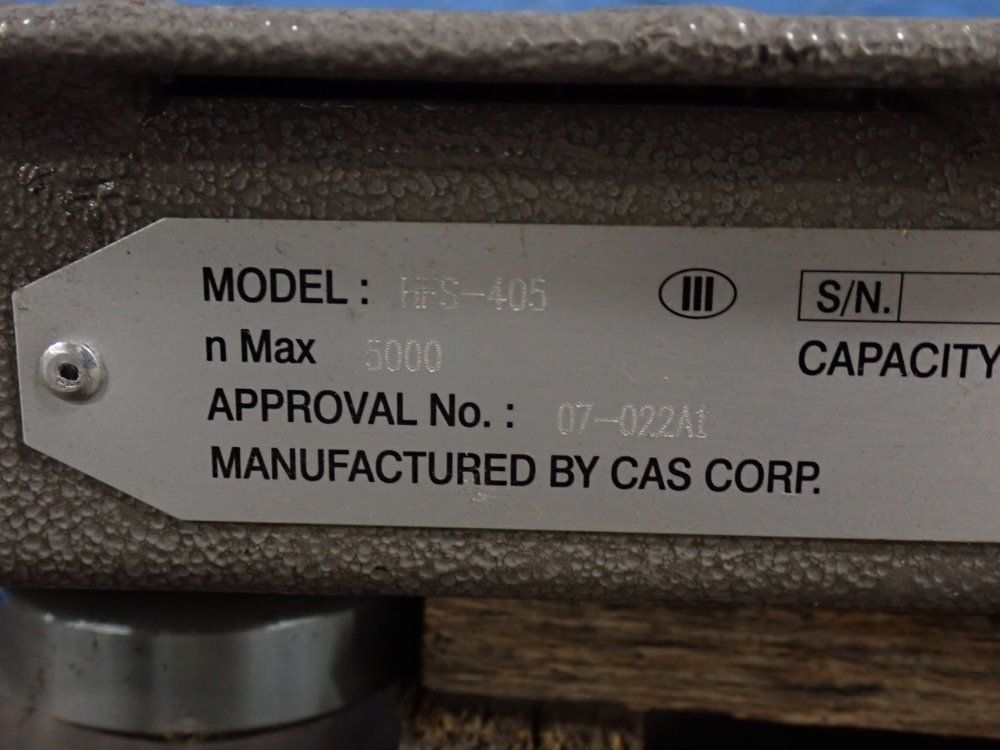 MODEL : HFS-405
III
S/N.
n Max 5000
CAPACITY
APPROVAL No. : 07-022A1
MANUFACTURED BY CAS CORP.